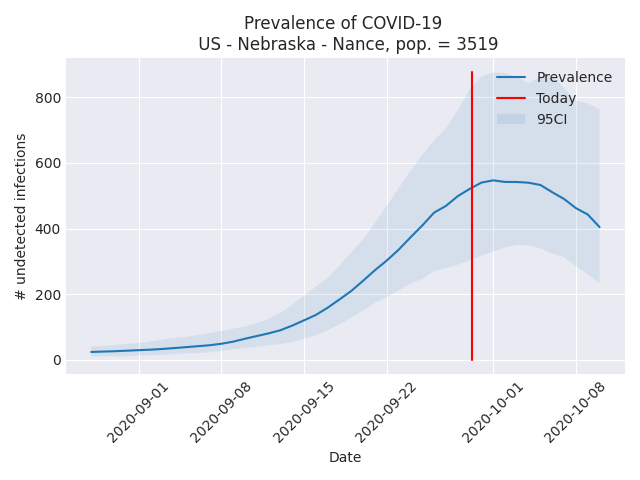 Prevalence of COVID-19
US - Nebraska - Nance, pop. = 3519
Prevalence
Today
95CI
# undetected infections
800
600
400
200
0
2020-09-01
2020-09-08
2020-09-15
2020-09-22
2020-10-01
2020-10-08
Date